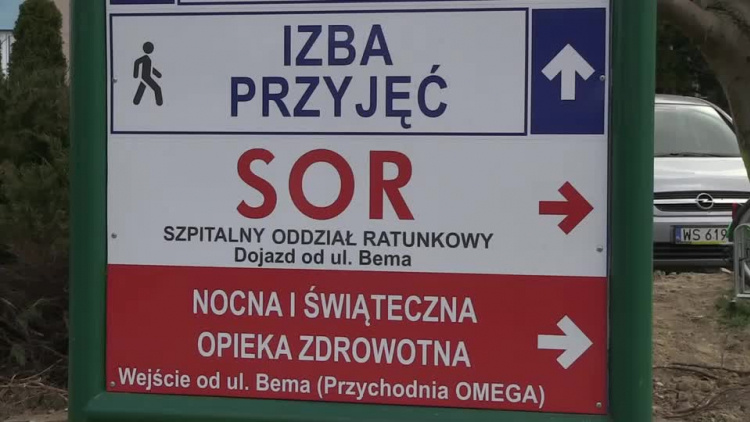 IZBA
PRZYJĘĆ
SOR
SZPITALNY ODDZIAŁ RATUNKOWY
Dojazd od ul. Bema
NOCNA I ŚWIĄTECZNA
OPIEKA ZDROWOTNA
Wejście od ul. Bema (Przychodnia OMEGA)
WS 619